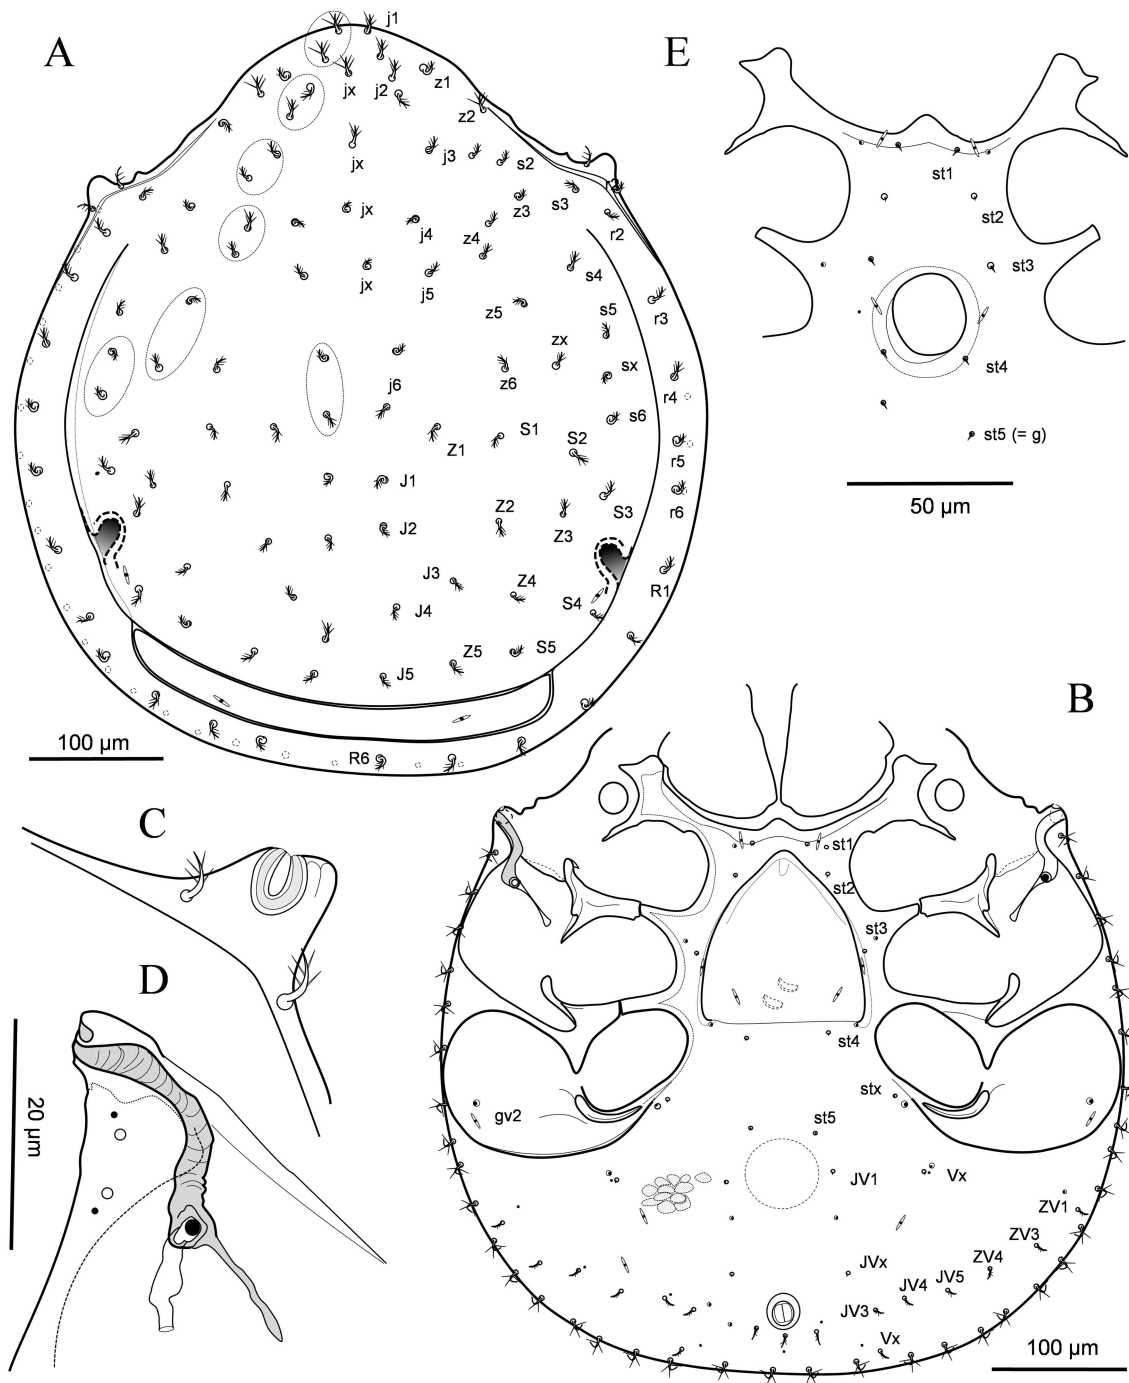 A
j1
jx
j2
z1
z2
jx
j3
s2
jx
j4
z3
s3
z4
r2
jx
j5
s4
z5
s5
r3
zx
z6
sx
j6
r4
s6
Z1
S1
S2
r5
J1
Z2
S3
r6
J2
Z3
J3
Z4
R1
J4
S4
Z5
S5
J5
R6
100 µm
E
st1
st2
st3
st4
st5 (= g)
50 µm
B
st1
st2
st3
st4
stx
gv2
st5
JV1
Vx
ZV1
ZV3
JVx
ZV4
JV5
JV4
JV3
Vx
100 µm
C
D
20 µm